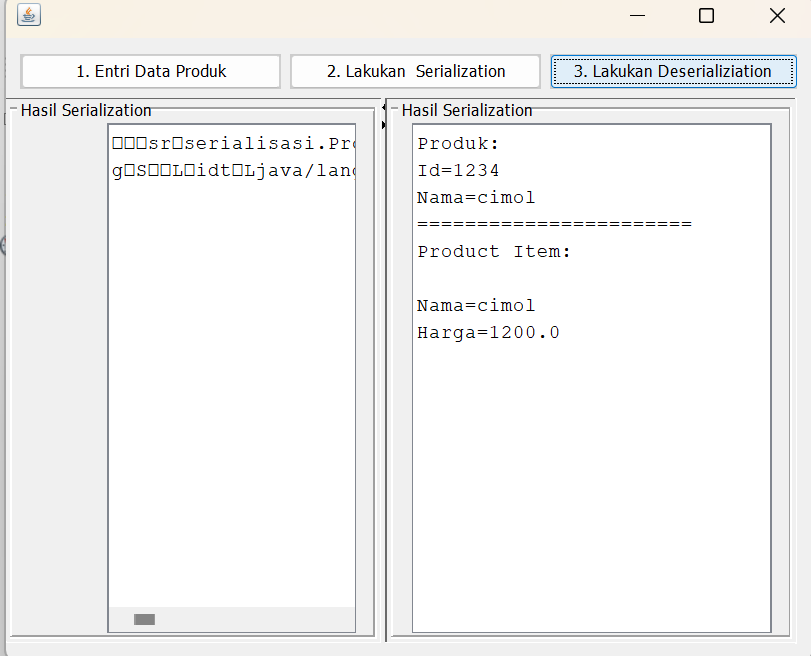 1. Entri Data Produk
2. Lakukan  Serialization
3. Lakukan Deserializiation
Hasil Serialization
□□□sr□serialisasi.Pro
g□S□□L□idt□Ljava/lang
Hasil Serialization
Produk:
Id=1234
Nama=cimol
=======================
Product Item:
Nama=cimol
Harga=1200.0